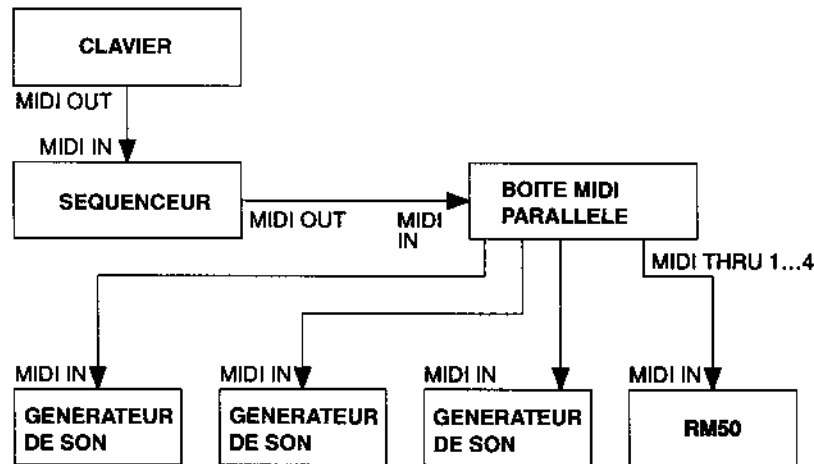 CLAVIER
MIDI OUT
MIDI IN
SEQUENCEUR
MIDI OUT
MIDI
IN
BOITE MIDI
PARALLELE
MIDI THRU 1...4
MIDI IN
GENERATEUR
DE SON
MIDI IN
GENERATEUR
DE SON
MIDI IN
GENERATEUR
DE SON
MIDI IN
RM50